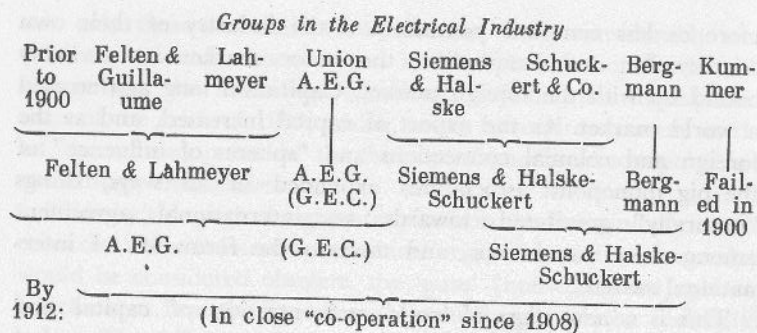 Groups in the Electrical Industry
Prior Felten & Lah- Union Siemens Schuck- Berg- Kum-
to Guilla- meyer A.E.G. & Hal- ert & Co. mann mer
1900 ume ske
Felten & Lahmeyer A.E.G. Siemens & Halske- Berg- Fail-
(G.E.C.) Schuckert mann ed in
1900
A.E.G. (G.E.C.) Siemens & Halske-
Schuckert
By
1912: (In close "co-operation" since 1908)